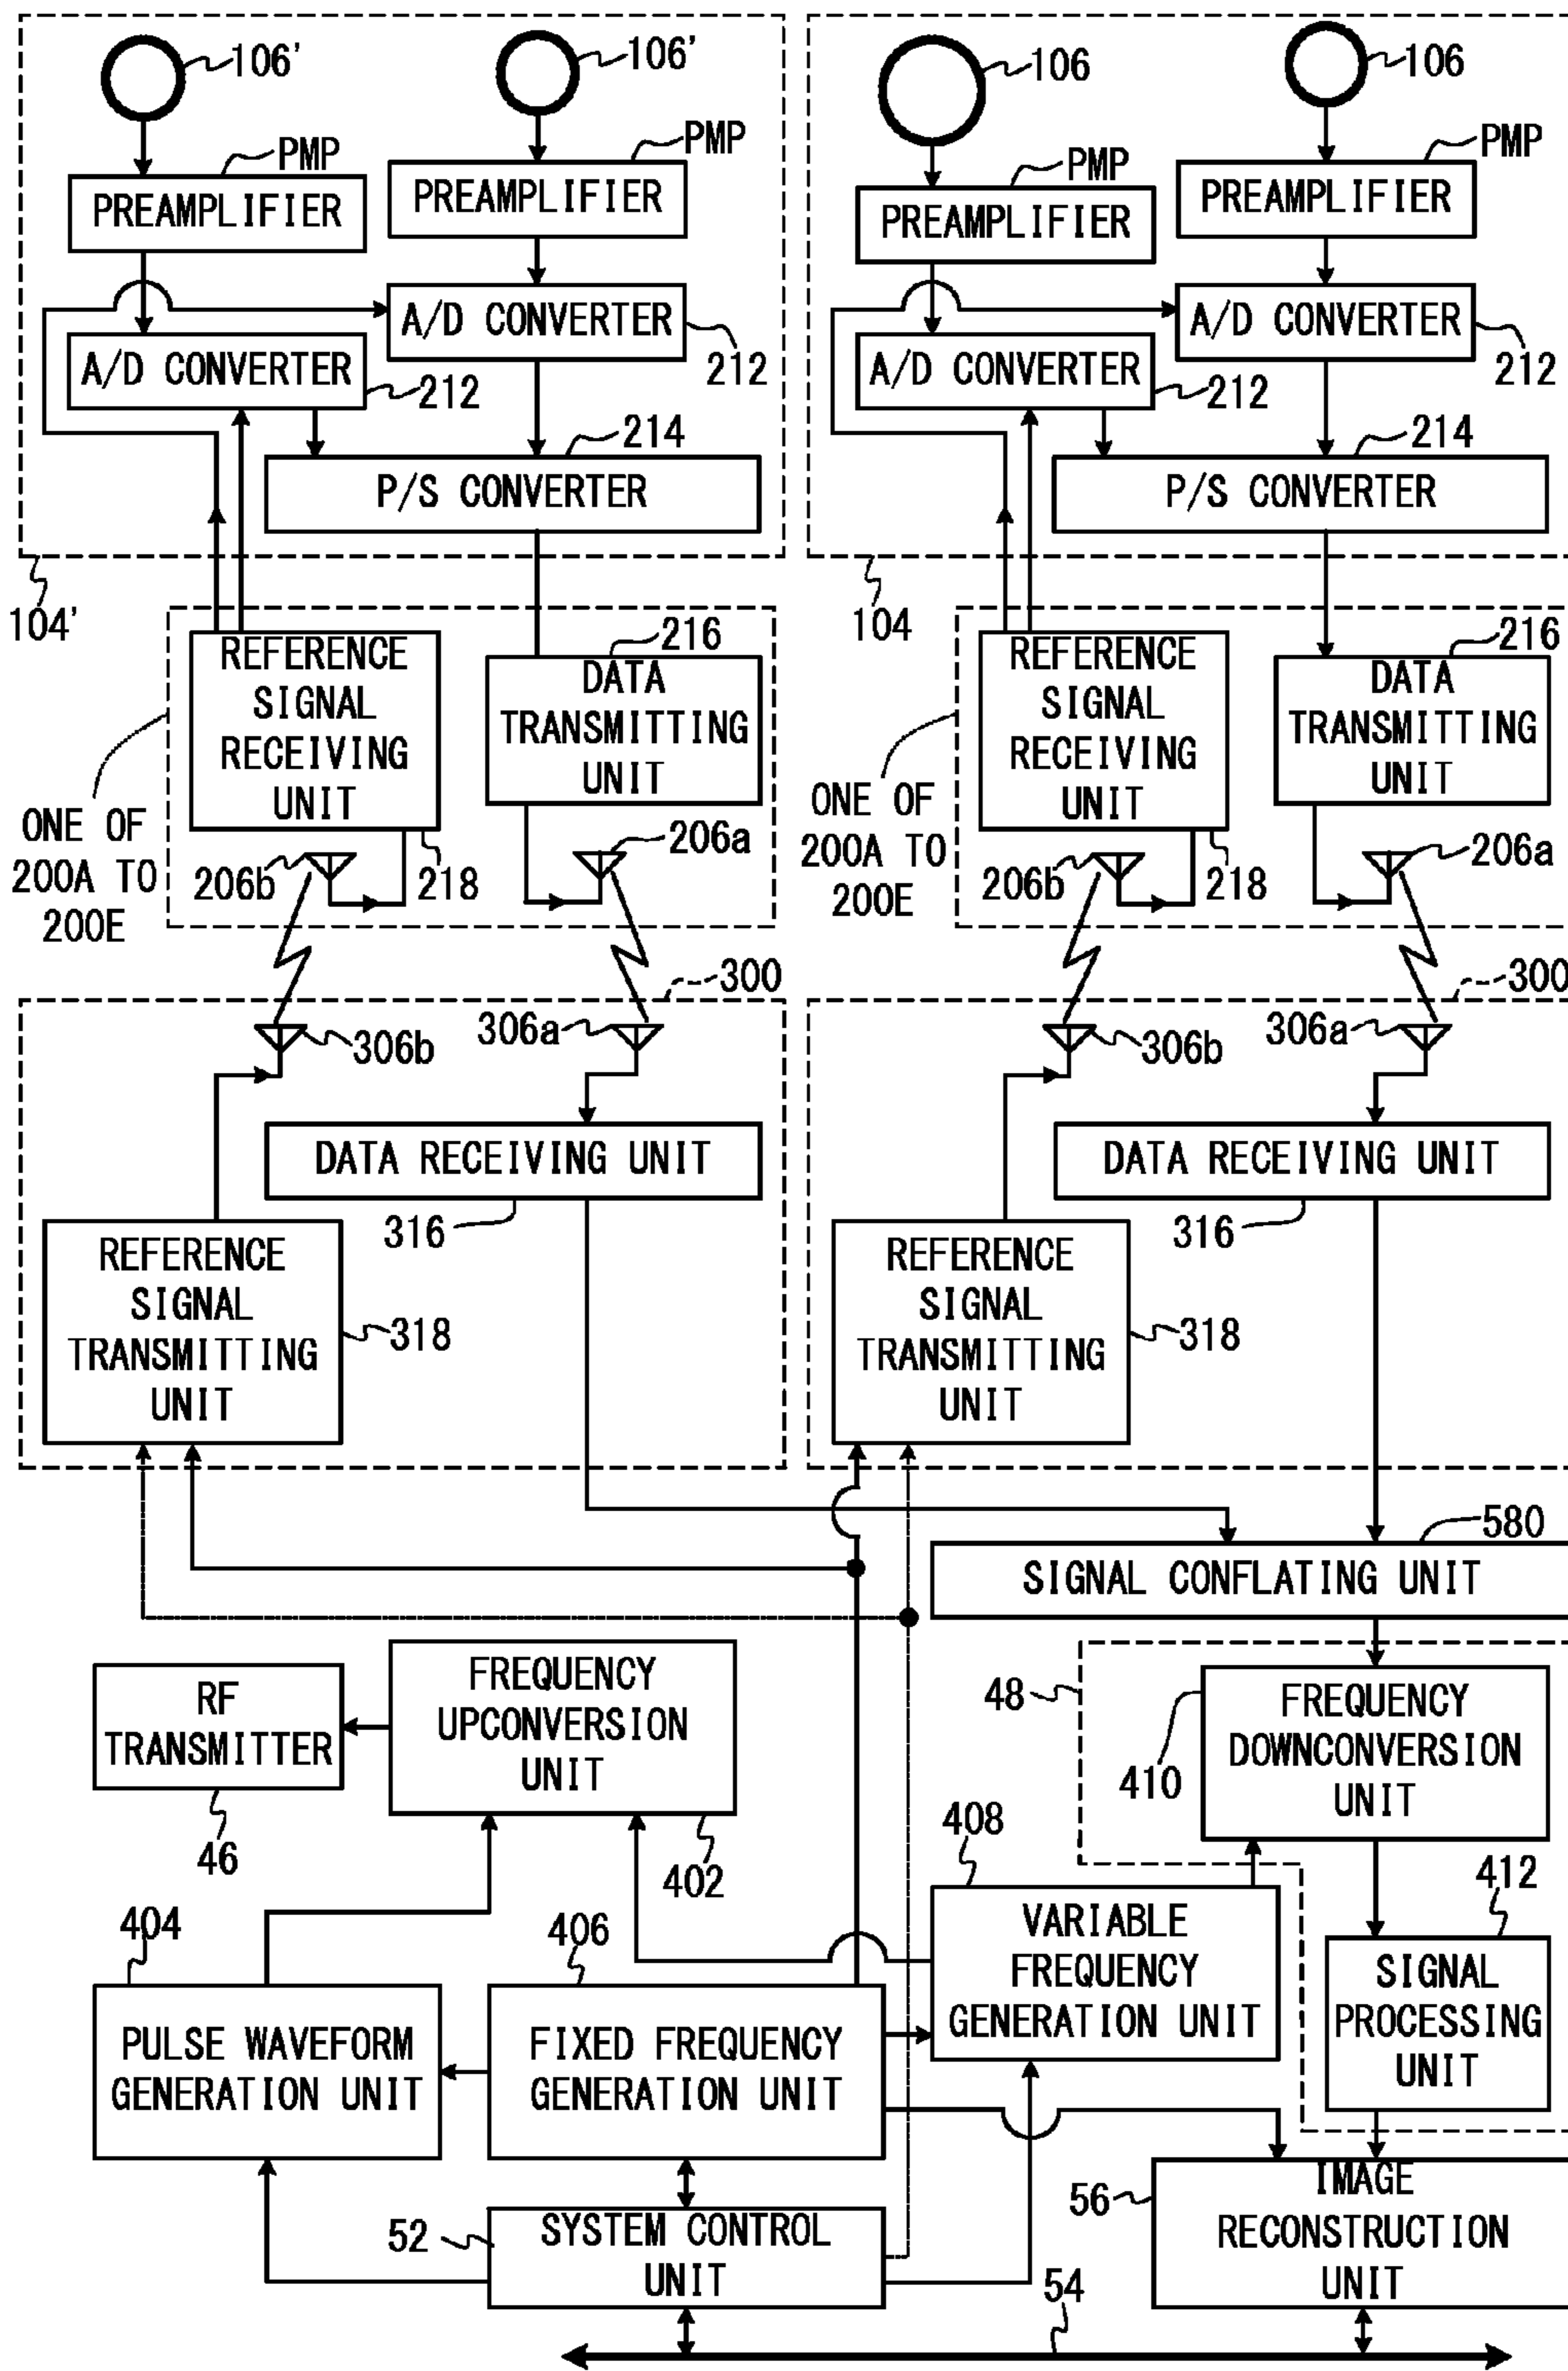 106'
106'
106
106
PMP
PMP
PMP
PMP
PREAMPLIFIER
PREAMPLIFIER
PREAMPLIFIER
PREAMPLIFIER
A/D CONVERTER
A/D CONVERTER
A/D CONVERTER
A/D CONVERTER
212
212
212
212
214
214
P/S CONVERTER
P/S CONVERTER
104'
104
REFERENCE
SIGNAL
RECEIVING
UNIT
216
DATA
TRANSMITTING
UNIT
REFERENCE
SIGNAL
RECEIVING
UNIT
216
DATA
TRANSMITTING
UNIT
ONE OF
200A TO
200E
206b
218
206a
ONE OF
200A TO
200E
206b
218
206a
300
300
306b
306a
306b
306a
DATA RECEIVING UNIT
DATA RECEIVING UNIT
316
316
REFERENCE
SIGNAL
TRANSMITTING
UNIT
318
REFERENCE
SIGNAL
TRANSMITTING
UNIT
318
580
SIGNAL CONFLATING UNIT
RF
TRANSMITTER
46
FREQUENCY
UPCONVERSION
UNIT
402
48
410
FREQUENCY
DOWNCONVERSION
UNIT
408
412
404
406
VARIABLE
FREQUENCY
GENERATION UNIT
SIGNAL
PROCESSING
UNIT
PULSE WAVEFORM
GENERATION UNIT
FIXED FREQUENCY
GENERATION UNIT
52
SYSTEM CONTROL
UNIT
56
IMAGE
RECONSTRUCTION
UNIT
54